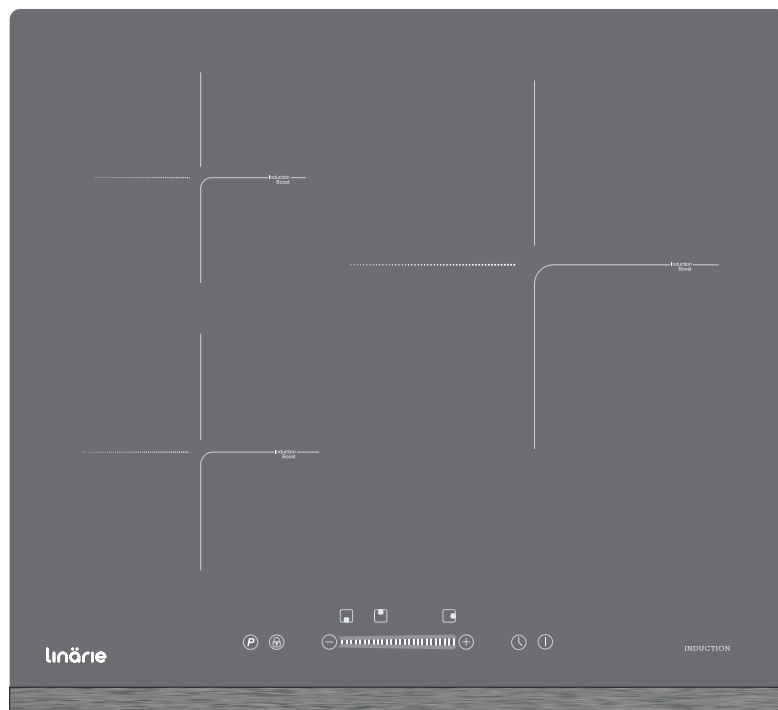 Induction
Boost
Induction
Boost
Induction
Boost
P
linärie
INDUCTION